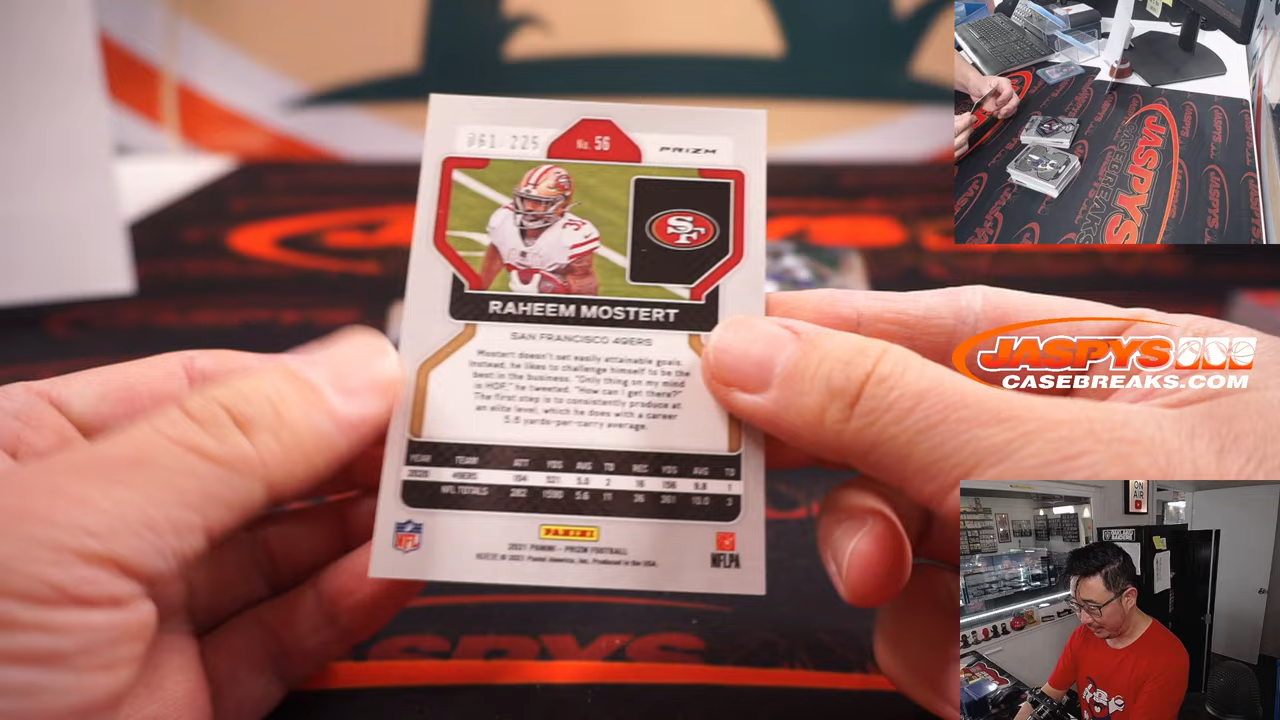 061/225
No. 56
PRIZM
SF
RAHEEM MOSTERT
SAN FRANCISCO 49ERS
Mostert doesn't set easily attainable goals.
Instead, he likes to challenge himself to be the
best in the business. "Only thing on my mind
is HOF," he tweeted. "How can I get there?"
The first step is to consistently produce at
an elite level, which he does with a career
5.6 yards-per-carry average.
YEAR TEAM ATT YDS AVG TD REC YDS AVG TD
2020 49ERS 104 521 5.0 2 16 156 9.8 1
NFL TOTALS 282 1590 5.6 11 36 361 10.0 3
NFL
PANINI
2021 PANINI - PRIZM FOOTBALL
© 2021 Panini America, Inc. Produced in the USA.
NFLPA
JASPYS
JASPYS
CASEBREAKS
JASPYS
CASEBREAKS.COM
ON
AIR